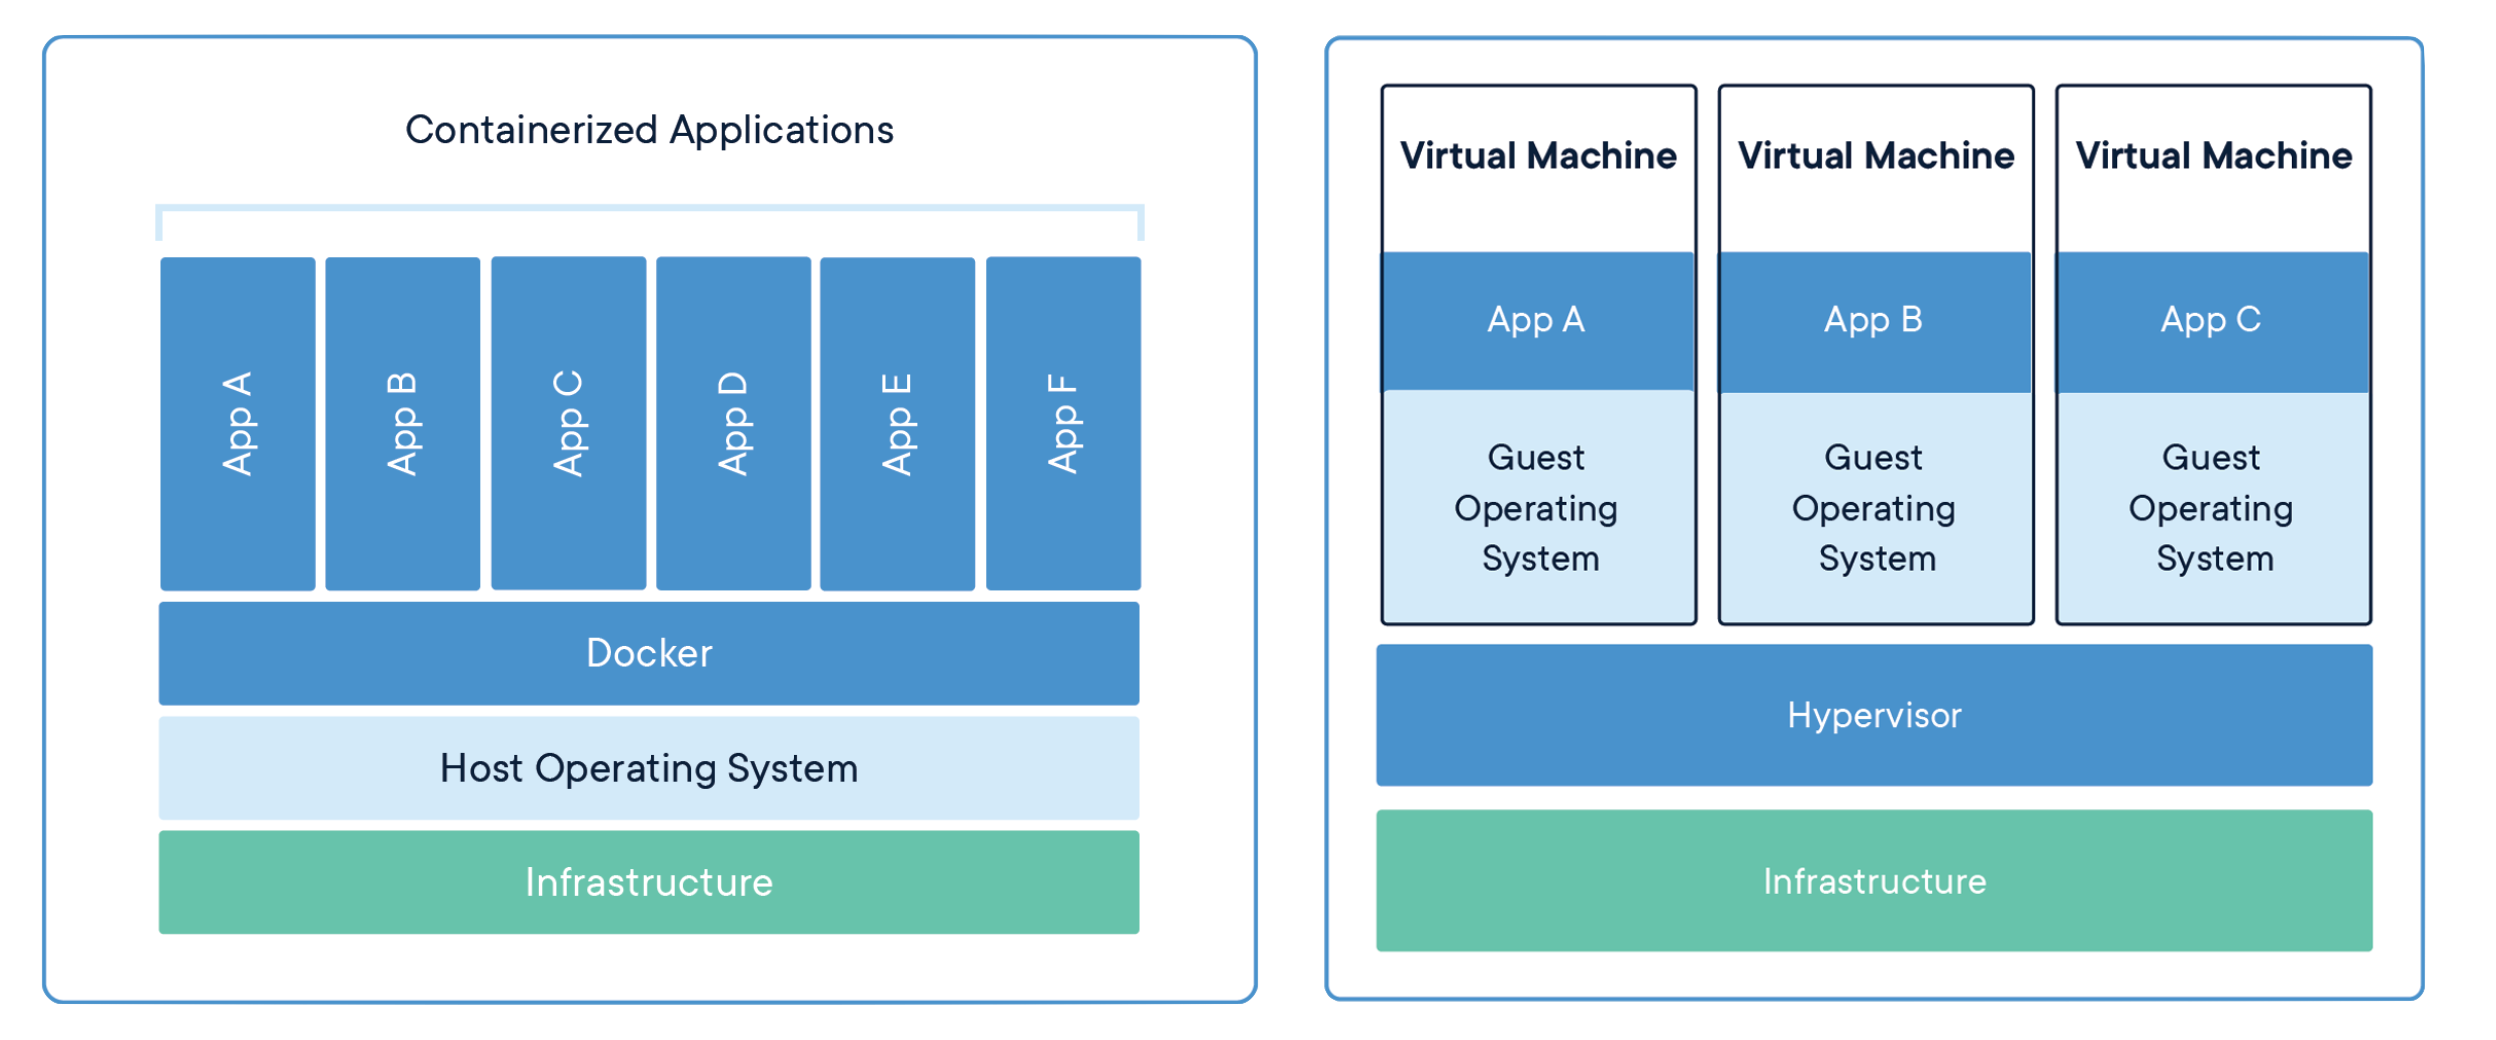 Containerized Applications
App A
App B
App C
App D
App E
App F
Docker
Host Operating System
Infrastructure
Virtual Machine
App A
Guest
Operating
System
Virtual Machine
App B
Guest
Operating
System
Virtual Machine
App C
Guest
Operating
System
Hypervisor
Infrastructure